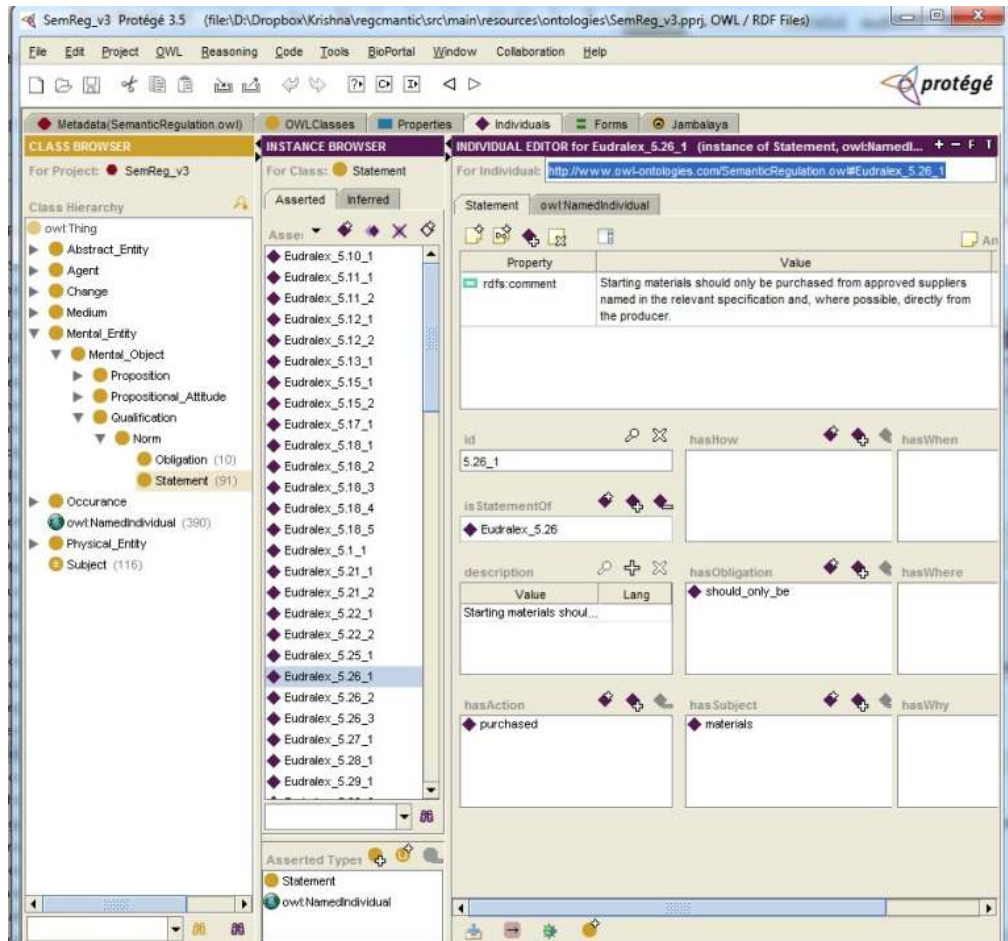 SemReg_v3 Protégé 3.5 (file:\D:\Dropbox\Krishna\regcmantic\src\main\resources\ontologies\SemReg_v3.pprj, OWL / RDF Files)
File Edit Project OWL Reasoning Code Tools BioPortal Window Collaboration Help
protégé
Metadata(SemanticRegulation.owl) OWLClasses Properties Individuals Forms Jambalaya
CLASS BROWSER
For Project: SemReg_v3
Class Hierarchy
owl:Thing
Abstract_Entity
Agent
Change
Medium
Mental_Entity
Mental_Object
Proposition
Propositional_Attitude
Qualification
Norm
Obligation (10)
Statement (91)
Occurance
owl:NamedIndividual (390)
Physical_Entity
Subject (116)
INSTANCE BROWSER
For Class: Statement
Asserted Inferred
Asser
Eudralex_5.10_1
Eudralex_5.11_1
Eudralex_5.11_2
Eudralex_5.12_1
Eudralex_5.12_2
Eudralex_5.13_1
Eudralex_5.15_1
Eudralex_5.15_2
Eudralex_5.17_1
Eudralex_5.18_1
Eudralex_5.18_2
Eudralex_5.18_3
Eudralex_5.18_4
Eudralex_5.18_5
Eudralex_5.1_1
Eudralex_5.21_1
Eudralex_5.21_2
Eudralex_5.22_1
Eudralex_5.22_2
Eudralex_5.25_1
Eudralex_5.26_1
Eudralex_5.26_2
Eudralex_5.26_3
Eudralex_5.27_1
Eudralex_5.28_1
Eudralex_5.29_1
Asserted Types
Statement
owl:NamedIndividual
INDIVIDUAL EDITOR for Eudralex_5.26_1 (instance of Statement, owl:NamedI... + - F T
For Individual: http://www.owl-ontologies.com/SemanticRegulation.owl#Eudralex_5.26_1
Statement owl:NamedIndividual
An
Property Value
rdfs:comment Starting materials should only be purchased from approved suppliers
named in the relevant specification and, where possible, directly from
the producer.
id hasHow hasWhen
5.26_1
isStatementOf
Eudralex_5.26
description hasObligation hasWhere
Value Lang should_only_be
Starting materials shoul...
hasAction hasSubject hasWhy
purchased materials